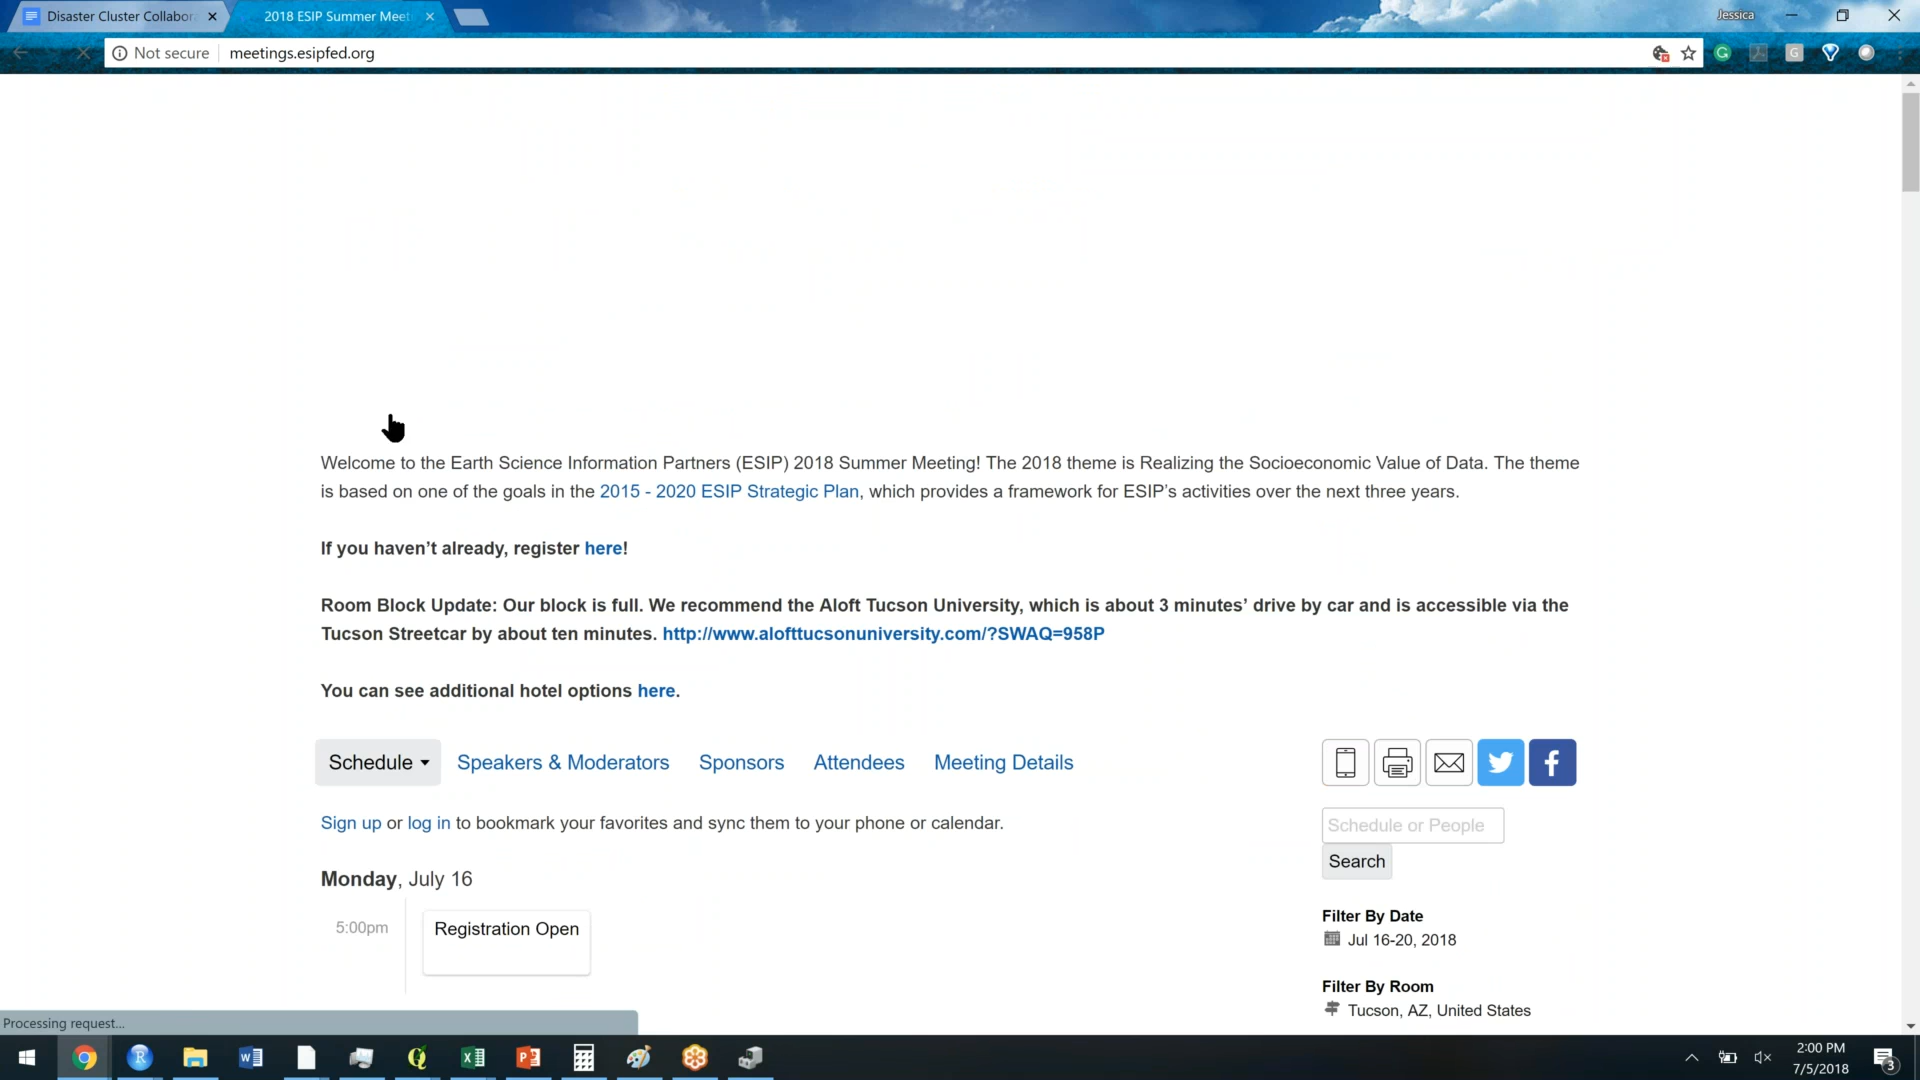 Disaster Cluster Collabor
2018 ESIP Summer Meet
Jessica
Not secure
meetings.esipfed.org
Welcome to the Earth Science Information Partners (ESIP) 2018 Summer Meeting! The 2018 theme is Realizing the Socioeconomic Value of Data. The theme
is based on one of the goals in the 2015 - 2020 ESIP Strategic Plan, which provides a framework for ESIP’s activities over the next three years.
If you haven’t already, register here!
Room Block Update: Our block is full. We recommend the Aloft Tucson University, which is about 3 minutes’ drive by car and is accessible via the
Tucson Streetcar by about ten minutes. http://www.alofttucsonuniversity.com/?SWAQ=958P
You can see additional hotel options here.
Schedule
Speakers & Moderators
Sponsors
Attendees
Meeting Details
Sign up or log in to bookmark your favorites and sync them to your phone or calendar.
Schedule or People
Search
Monday, July 16
5:00pm
Registration Open
Filter By Date
Jul 16-20, 2018
Filter By Room
Tucson, AZ, United States
Processing request...
2:00 PM
7/5/2018
3